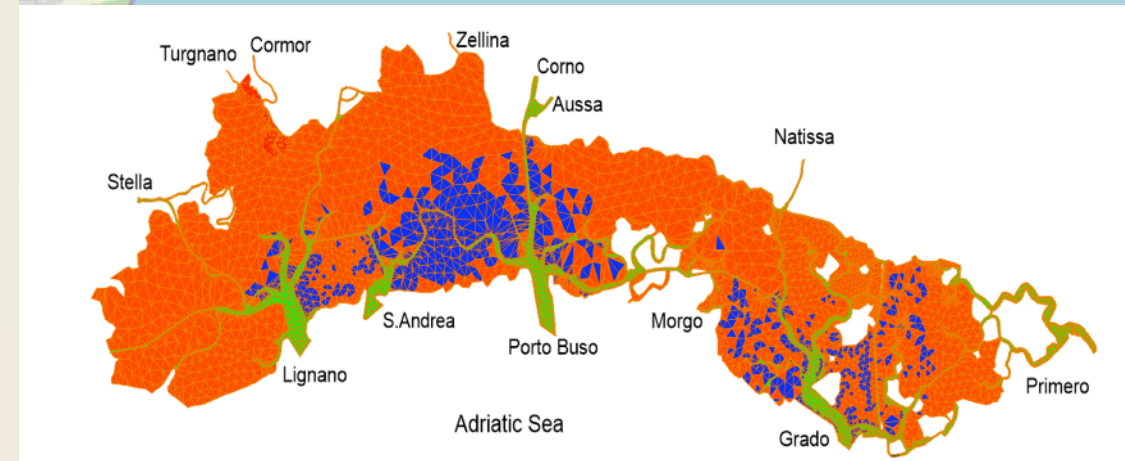 Zellina
Turgnano
Cormor
Corno
Aussa
Natissa
Stella
S.Andrea
Morgo
Porto Buso
Lignano
Primero
Adriatic Sea
Grado